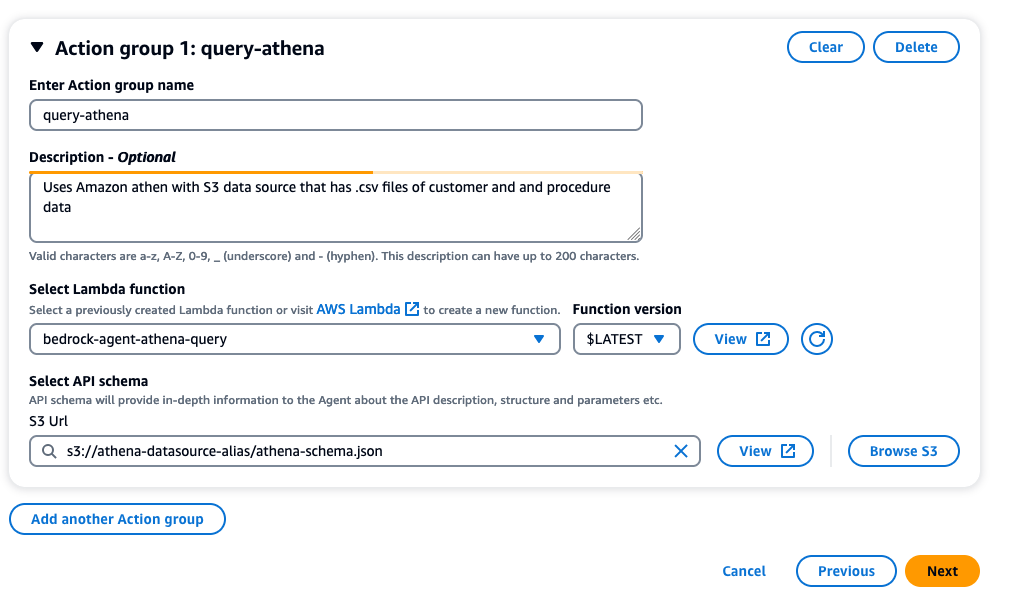 Action group 1: query-athena
Clear
Delete
Enter Action group name
query-athena
Description - Optional
Uses Amazon athen with S3 data source that has .csv files of customer and and procedure
data
Valid characters are a-z, A-Z, 0-9, _ (underscore) and - (hyphen). This description can have up to 200 characters.
Select Lambda function
Select a previously created Lambda function or visit AWS Lambda to create a new function.
Function version
bedrock-agent-athena-query
$LATEST
View
Select API schema
API schema will provide in-depth information to the Agent about the API description, structure and parameters etc.
S3 Url
s3://athena-datasource-alias/athena-schema.json
View
Browse S3
Add another Action group
Cancel
Previous
Next